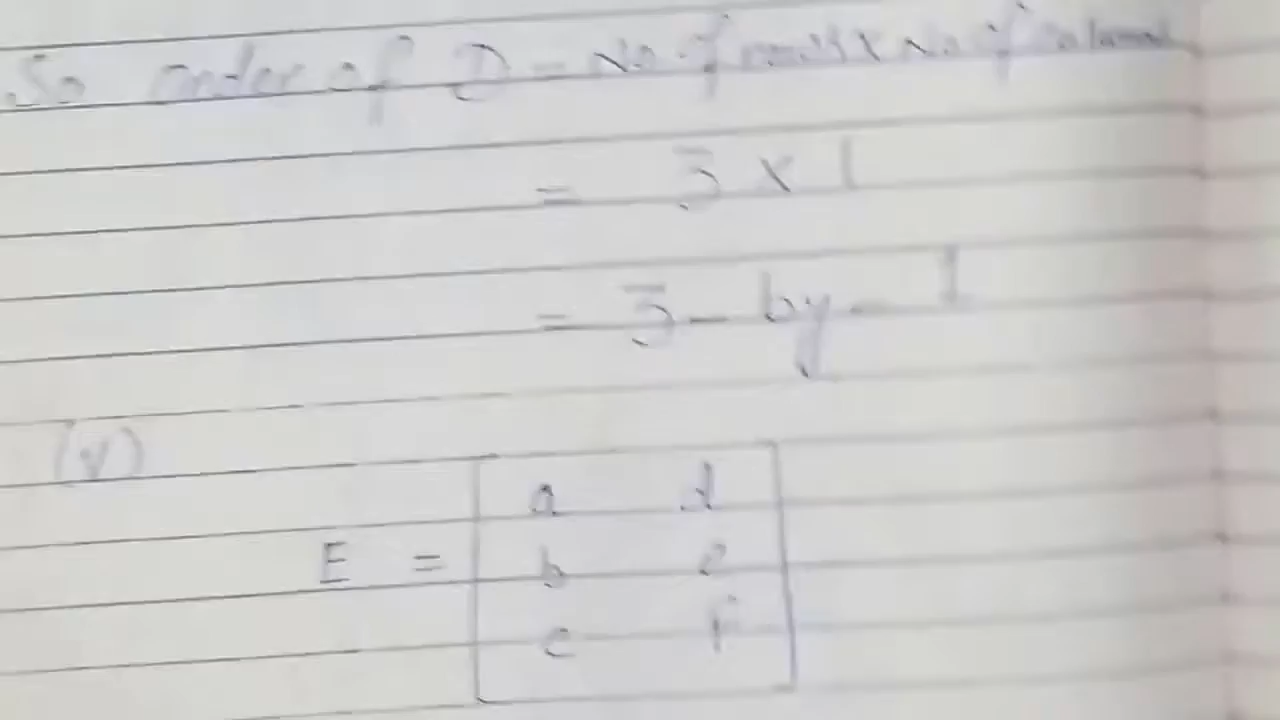 So order of D = No. of rows x No. of columns
= 3 x 1
= 3 - by - 1
(v)
E = a d
b e
c f